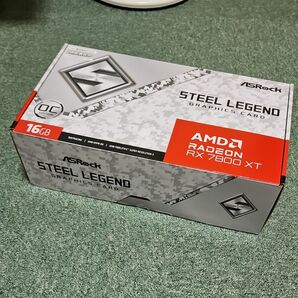 ASRock
OC
STEEL LEGEND
GRAPHICS CARD
16GB
AMD
RADEON
RX 7800 XT
ASRock
STEEL LEGEND
GRAPHICS CARD